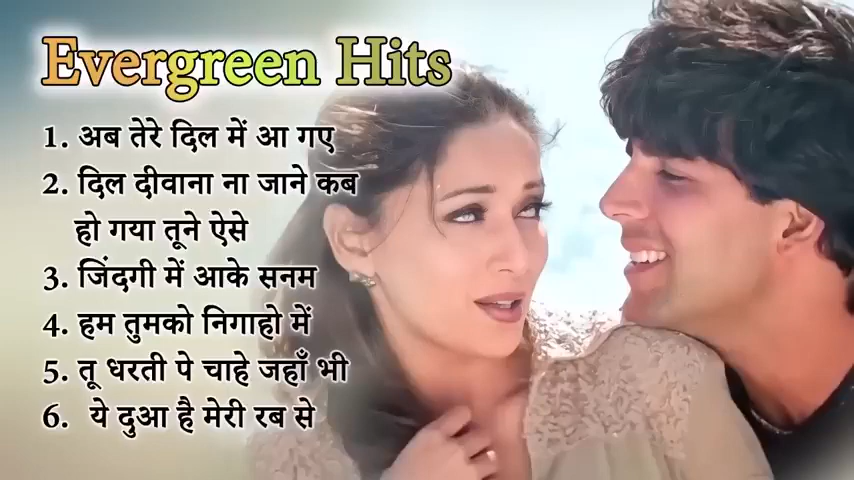 Evergreen Hits
1. अब तेरे दिल में आ गए
2. दिल दीवाना ना जाने कब
हो गया तूने ऐसे
3. जिंदगी में आके सनम
4. हम तुमको निगाहो में
5. तू धरती पे चाहे जहाँ भी
6. ये दुआ है मेरी रब से